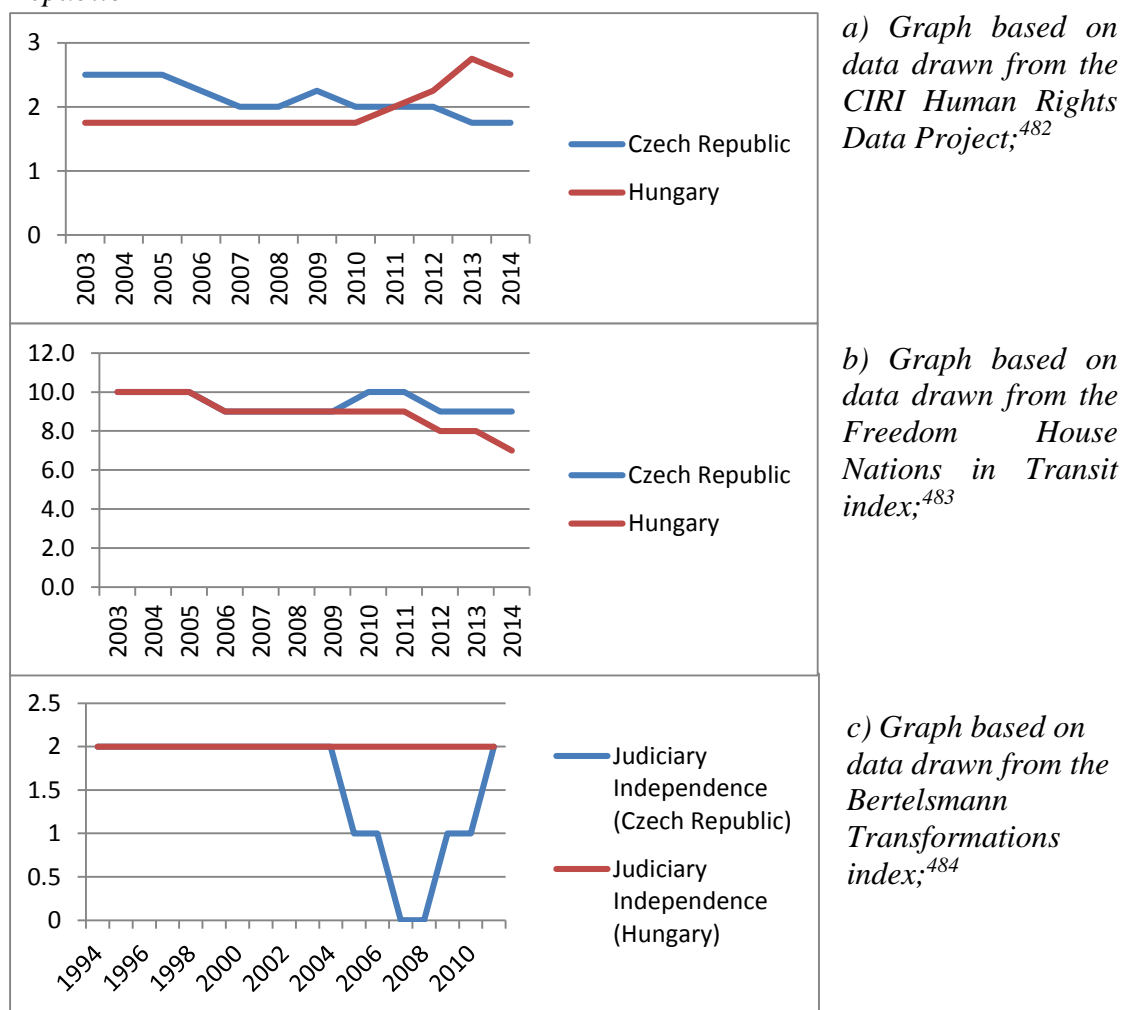 3
2
1
0
2003 2004 2005 2006 2007 2008 2009 2010 2011 2012 2013 2014
Czech Republic
Hungary
a) Graph based on
data drawn from the
CIRI Human Rights
Data Project;482
12.0
10.0
8.0
6.0
4.0
2.0
0.0
2003 2004 2005 2006 2007 2008 2009 2010 2011 2012 2013 2014
Czech Republic
Hungary
b) Graph based on
data drawn from the
Freedom House
Nations in Transit
index;483
2.5
2
1.5
1
0.5
0
1994 1996 1998 2000 2002 2004 2006 2008 2010
Judiciary
Independence
(Czech Republic)
Judiciary
Independence
(Hungary)
c) Graph based on
data drawn from the
Bertelsmann
Transformations
index;484